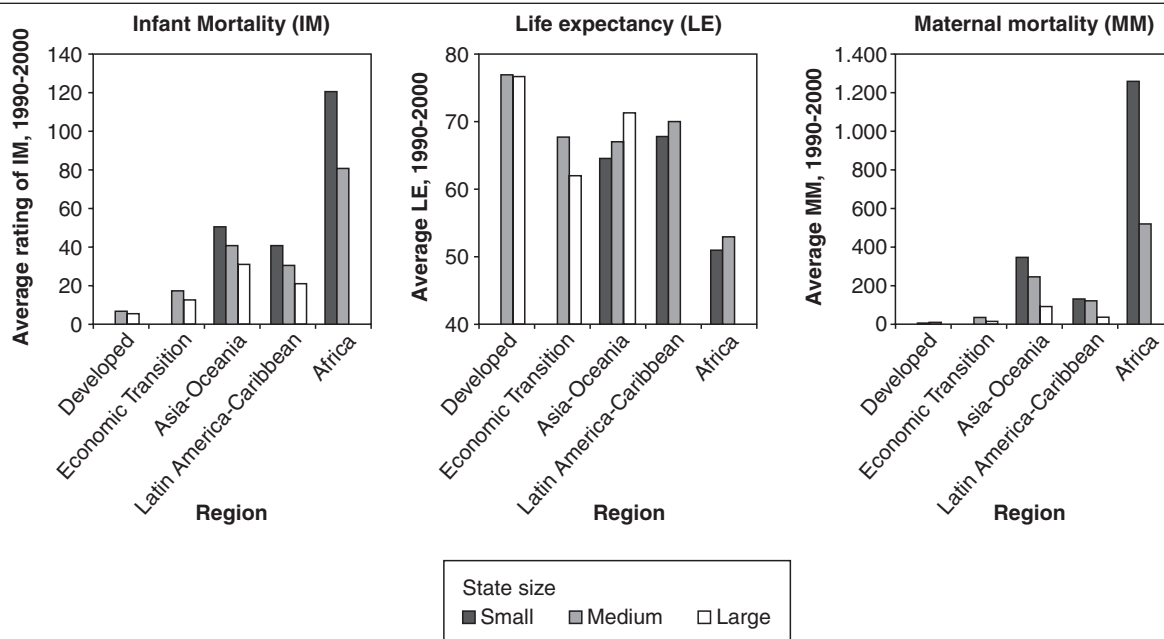 Infant Mortality (IM)
Average rating of IM, 1990-2000
140
120
100
80
60
40
20
0
Developed
Economic Transition
Asia-Oceania
Latin America-Caribbean
Africa
Region
Life expectancy (LE)
Average LE, 1990-2000
80
70
60
50
40
Developed
Economic Transition
Asia-Oceania
Latin America-Caribbean
Africa
Region
Maternal mortality (MM)
Average MM, 1990-2000
1.400
1.200
1.000
800
600
400
200
0
Developed
Economic Transition
Asia-Oceania
Latin America-Caribbean
Africa
Region
State size
Small Medium Large